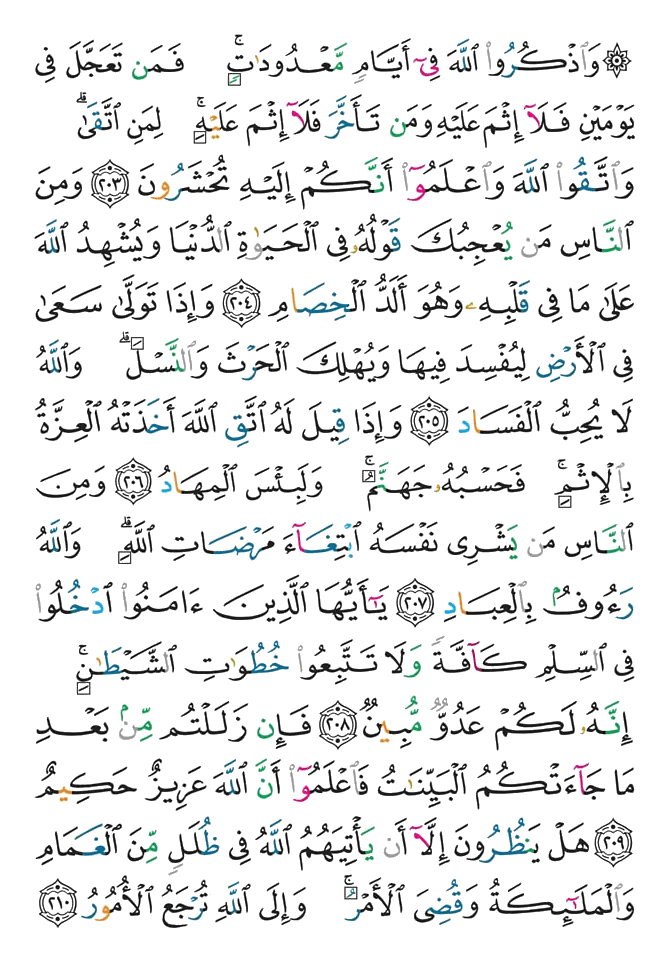 ۞ وَٱذْكُرُوا۟ ٱللَّهَ فِىٓ أَيَّامٍ مَّعْدُودَٰتٍ ۚ فَمَن تَعَجَّلَ فِى
يَوْمَيْنِ فَلَآ إِثْمَ عَلَيْهِ وَمَن تَأَخَّرَ فَلَآ إِثْمَ عَلَيْهِ ۚ لِمَنِ ٱتَّقَىٰ ۗ
وَٱتَّقُوا۟ ٱللَّهَ وَٱعْلَمُوٓا۟ أَنَّكُمْ إِلَيْهِ تُحْشَرُونَ ٢٠٣ وَمِنَ
ٱلنَّاسِ مَن يُعْجِبُكَ قَوْلُهُۥ فِى ٱلْحَيَوٰةِ ٱلدُّنْيَا وَيُشْهِدُ ٱللَّهَ
عَلَىٰ مَا فِى قَلْبِهِۦ وَهُوَ أَلَدُّ ٱلْخِصَامِ ٢٠٤ وَإِذَا تَوَلَّىٰ سَعَىٰ
فِى ٱلْأَرْضِ لِيُفْسِدَ فِيهَا وَيُهْلِكَ ٱلْحَرْثَ وَٱلنَّسْلَ ۗ وَٱللَّهُ
لَا يُحِبُّ ٱلْفَسَادَ ٢٠٥ وَإِذَا قِيلَ لَهُ ٱتَّقِ ٱللَّهَ أَخَذَتْهُ ٱلْعِزَّةُ
بِٱلْإِثْمِ ۚ فَحَسْبُهُۥ جَهَنَّمُ ۚ وَلَبِئْسَ ٱلْمِهَادُ ٢٠٦ وَمِنَ
ٱلنَّاسِ مَن يَشْرِى نَفْسَهُ ٱبْتِغَآءَ مَرْضَاتِ ٱللَّهِ ۗ وَٱللَّهُ
رَءُوفٌۢ بِٱلْعِبَادِ ٢٠٧ يَـٰٓأَيُّهَا ٱلَّذِينَ ءَامَنُوا۟ ٱدْخُلُوا۟
فِى ٱلسِّلْمِ كَآفَّةً وَلَا تَتَّبِعُوا۟ خُطُوَٰتِ ٱلشَّيْطَـٰنِ ۚ
إِنَّهُۥ لَكُمْ عَدُوٌّ مُّبِينٌ ٢٠٨ فَإِن زَلَلْتُم مِّنۢ بَعْدِ
مَا جَآءَتْكُمُ ٱلْبَيِّنَـٰتُ فَٱعْلَمُوٓا۟ أَنَّ ٱللَّهَ عَزِيزٌ حَكِيمٌ
٢٠٩ هَلْ يَنظُرُونَ إِلَّآ أَن يَأْتِيَهُمُ ٱللَّهُ فِى ظُلَلٍ مِّنَ ٱلْغَمَامِ
وَٱلْمَلَـٰٓئِكَةُ وَقُضِىَ ٱلْأَمْرُ ۚ وَإِلَى ٱللَّهِ تُرْجَعُ ٱلْأُمُورُ ٢١٠